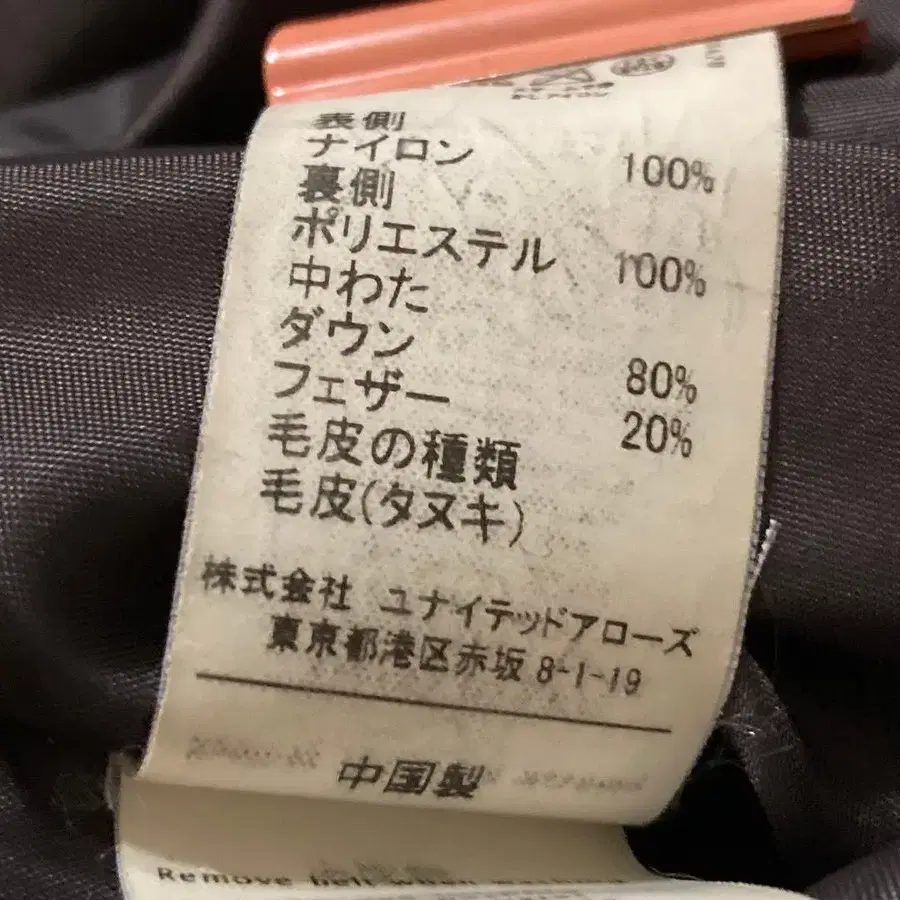 表側
ナイロン 100%
裏側
ポリエステル 100%
中わた
ダウン 80%
フェザー 20%
毛皮の種類
毛皮(タヌキ)
株式会社 ユナイテッドアローズ
東京都港区赤坂 8-1-19
中国製
Remove belt when